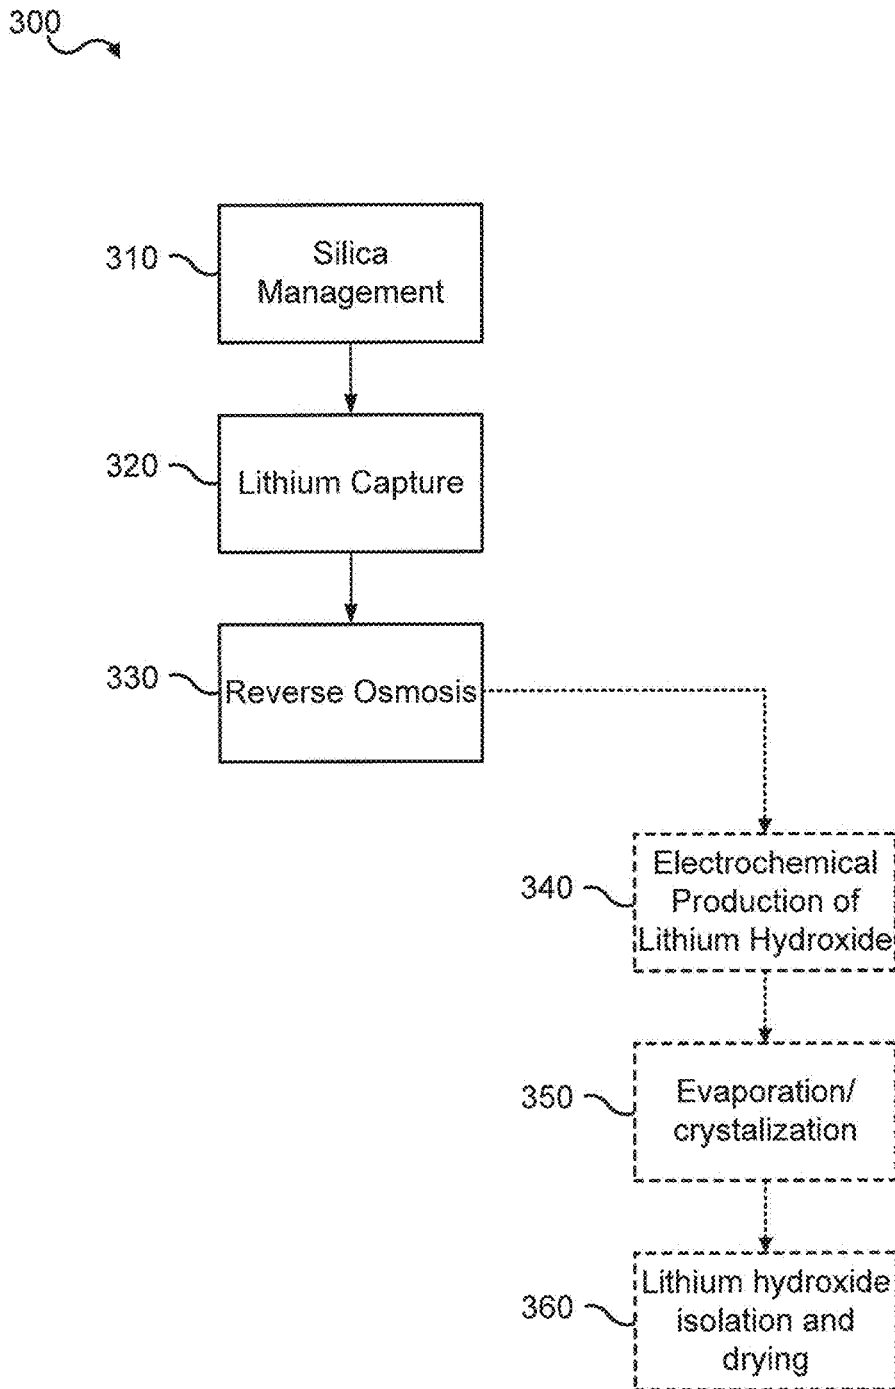 300
310
Silica
Management
320
Lithium Capture
330
Reverse Osmosis
340
Electrochemical
Production of
Lithium Hydroxide
350
Evaporation/
crystalization
360
Lithium hydroxide
isolation and
drying